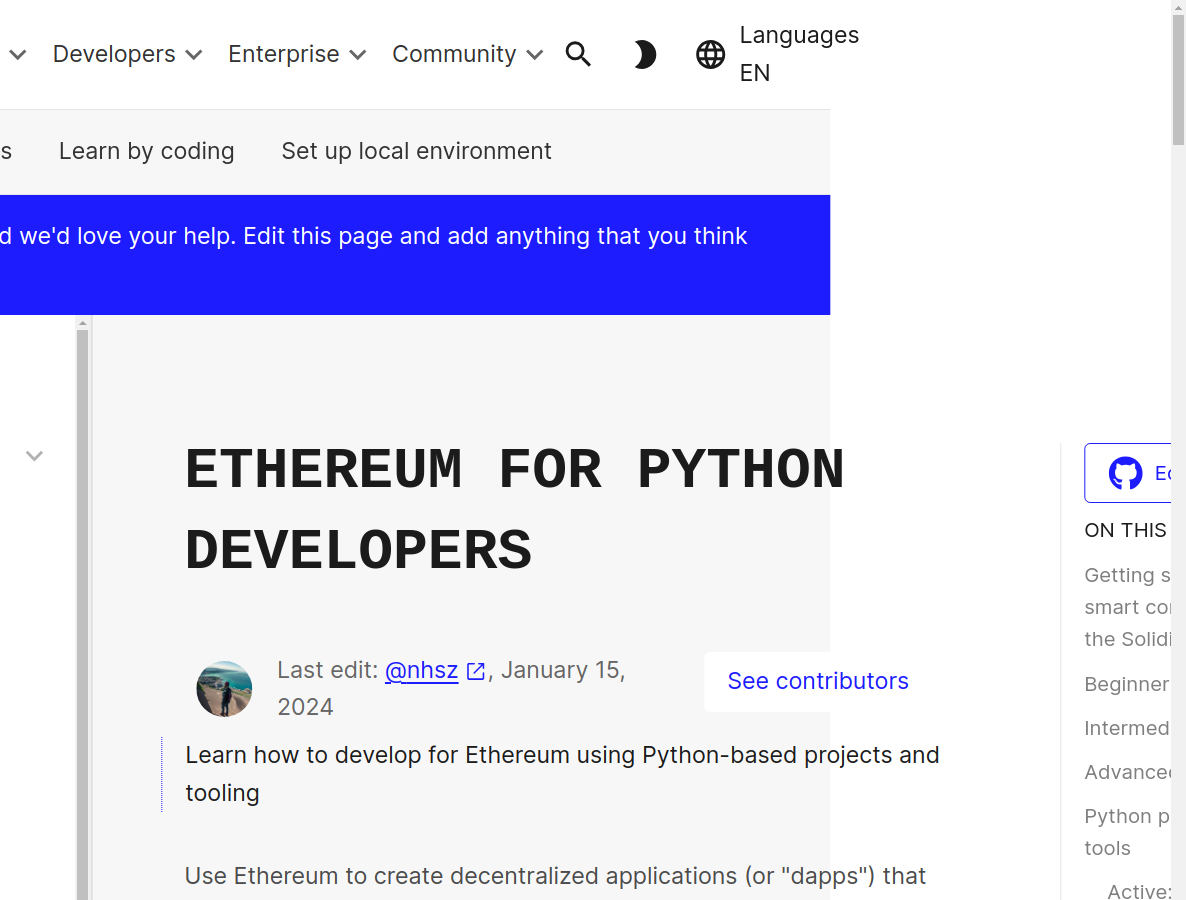 Developers Enterprise Community Languages EN
s Learn by coding Set up local environment
d we'd love your help. Edit this page and add anything that you think
ETHEREUM FOR PYTHON
DEVELOPERS
Last edit: @nhsz, January 15,
2024
See contributors
Learn how to develop for Ethereum using Python-based projects and
tooling
Use Ethereum to create decentralized applications (or "dapps") that
ON THIS
Getting s
smart co
the Solidi
Beginner
Intermed
Advance
Python p
tools
Active: